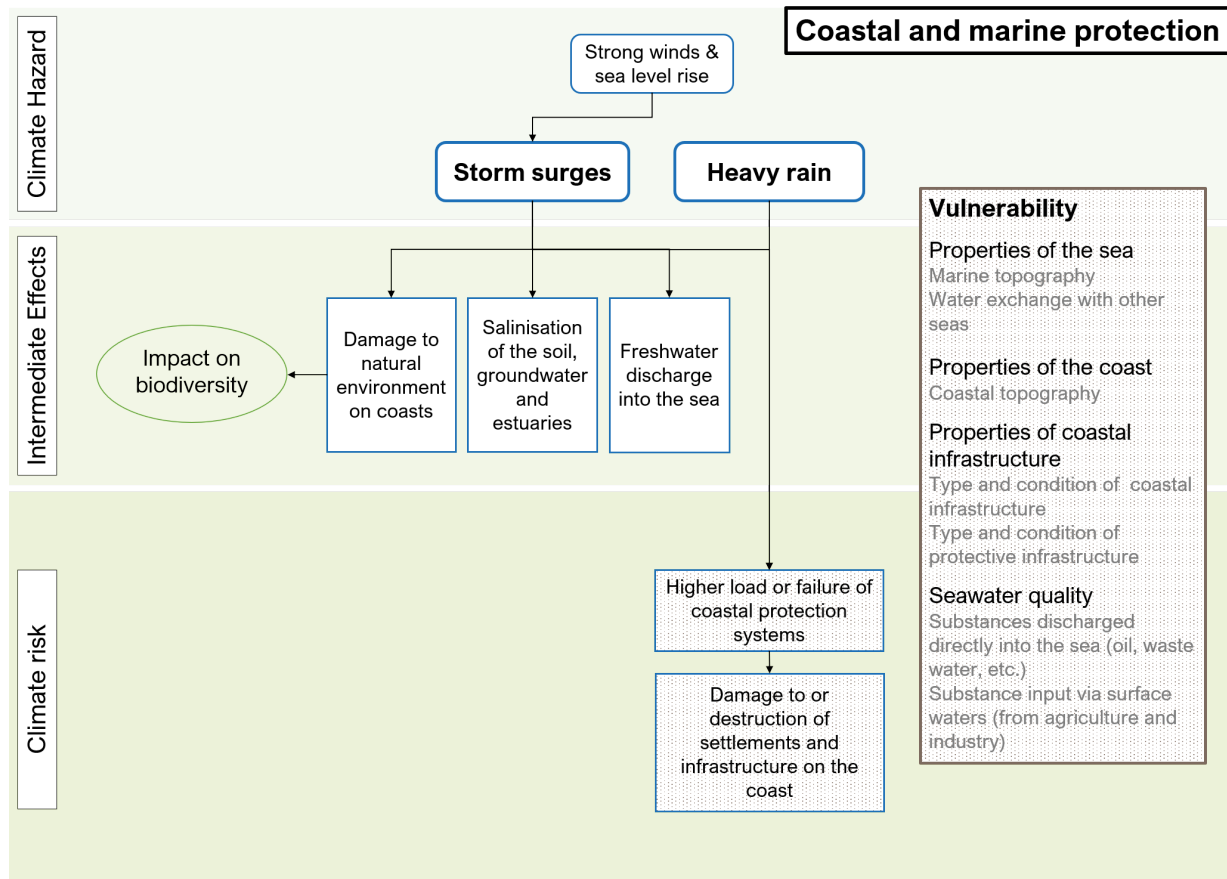 Coastal and marine protection
Climate Hazard
Strong winds &
sea level rise
Storm surges
Heavy rain
Intermediate Effects
Impact on
biodiversity
Damage to
natural
environment
on coasts
Salinisation
of the soil,
groundwater
and
estuaries
Freshwater
discharge
into the sea
Climate risk
Higher load or failure of
coastal protection
systems
Damage to or
destruction of
settlements and
infrastructure on the
coast
Vulnerability
Properties of the sea
Marine topography
Water exchange with other
seas
Properties of the coast
Coastal topography
Properties of coastal
infrastructure
Type and condition of coastal
infrastructure
Type and condition of
protective infrastructure
Seawater quality
Substances discharged
directly into the sea (oil, waste
water, etc.)
Substance input via surface
waters (from agriculture and
industry)